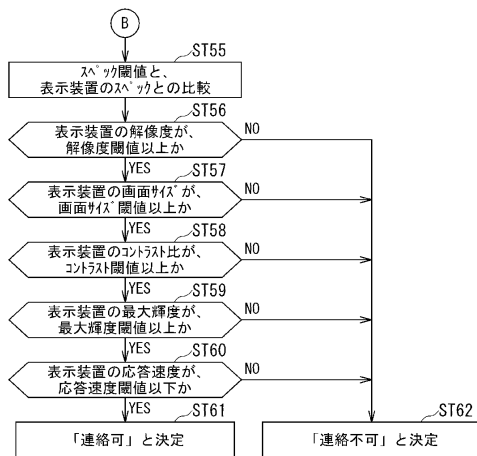 B
ST55
スペック閾値と、
表示装置のスペックとの比較
ST56
表示装置の解像度が、
解像度閾値以上か
NO
YES
ST57
表示装置の画面サイズが、
画面サイズ閾値以上か
NO
YES
ST58
表示装置のコントラスト比が、
コントラスト閾値以上か
NO
YES
ST59
表示装置の最大輝度が、
最大輝度閾値以上か
NO
YES
ST60
表示装置の応答速度が、
応答速度閾値以下か
NO
YES
ST61
「連絡可」と決定
ST62
「連絡不可」と決定